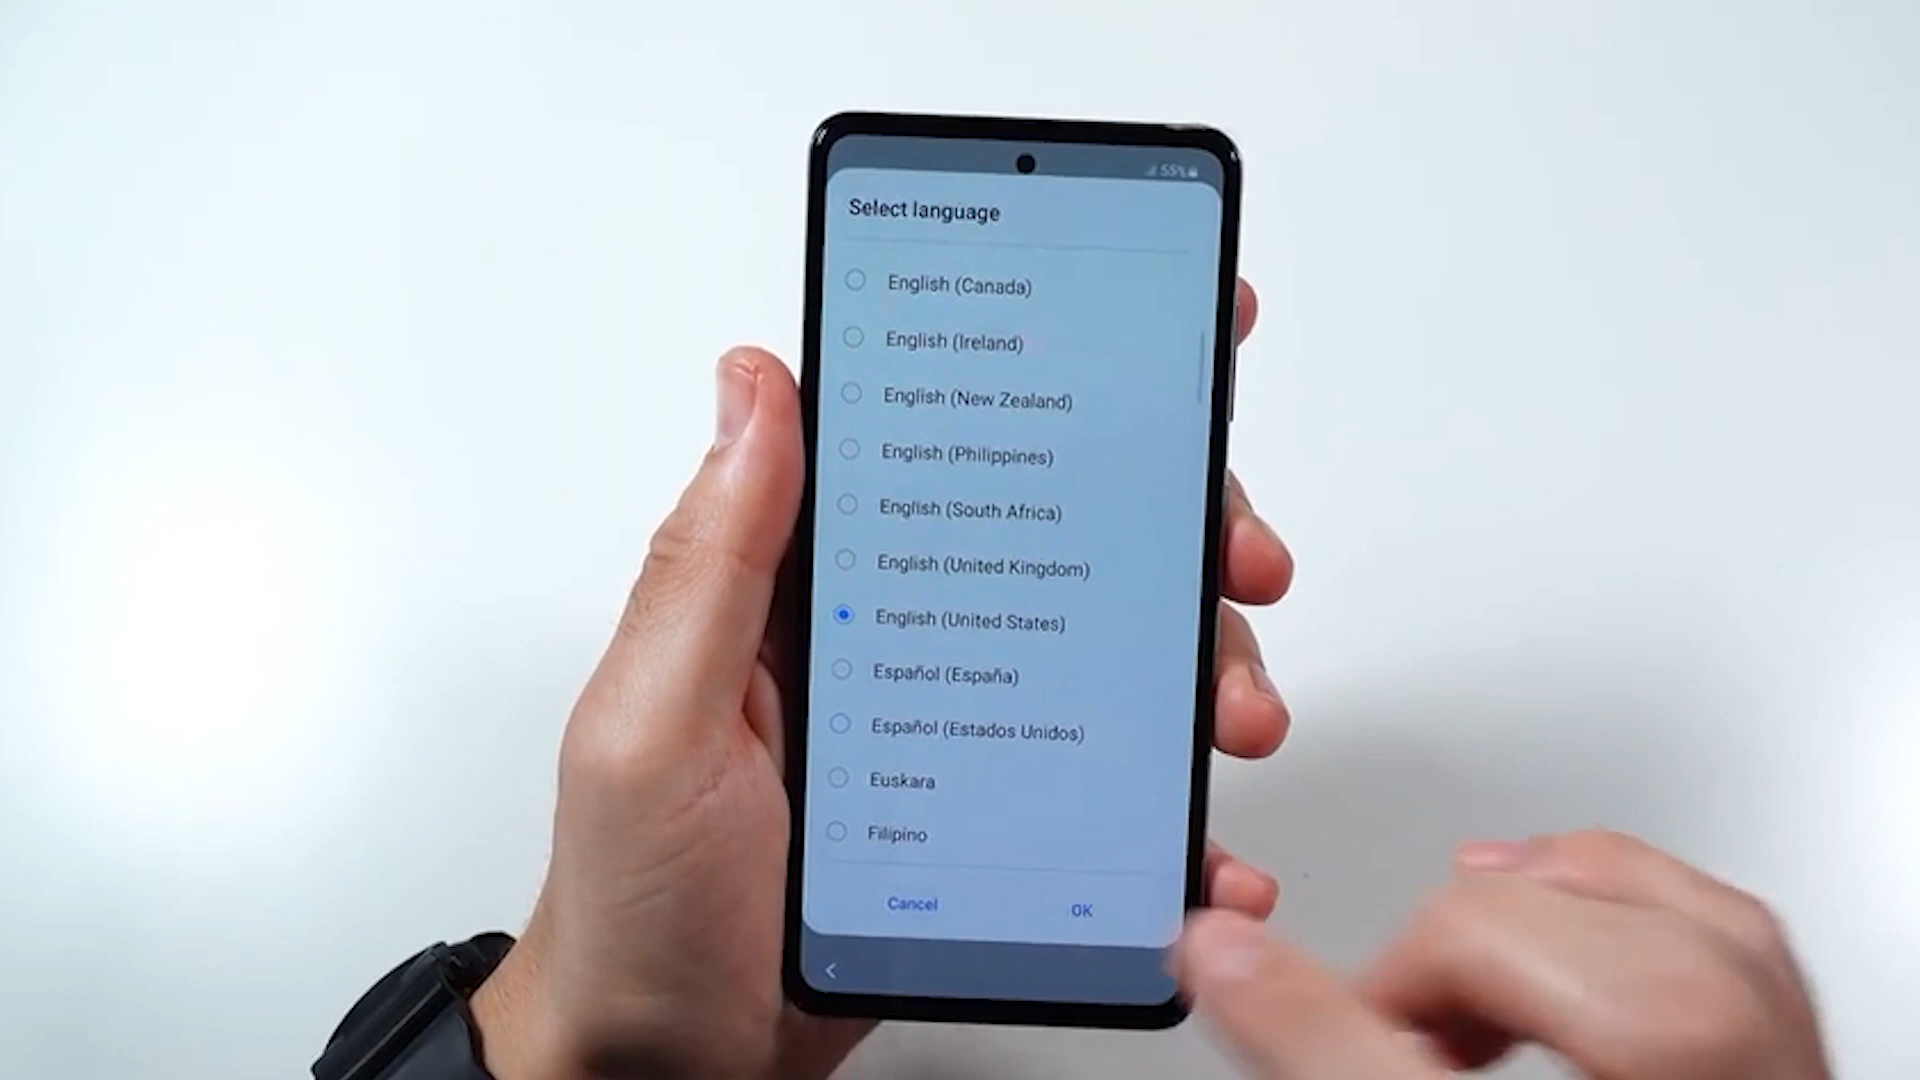 55%
Select language
English (Canada)
English (Ireland)
English (New Zealand)
English (Philippines)
English (South Africa)
English (United Kingdom)
English (United States)
Español (España)
Español (Estados Unidos)
Euskara
Filipino
Cancel OK